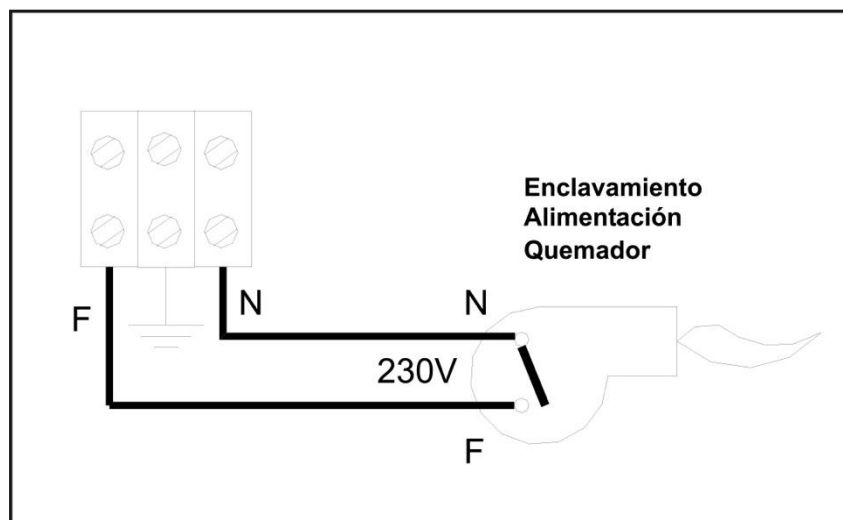 Enclavamiento
Alimentación
Quemador
F
N
N
230V
F